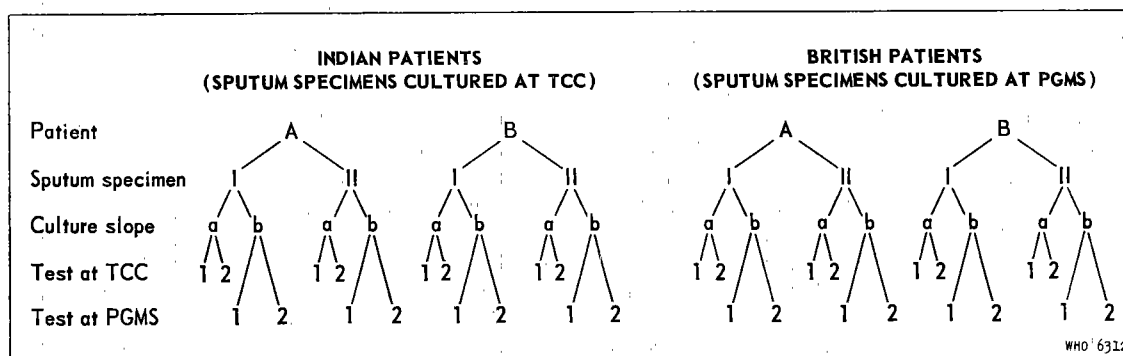 INDIAN PATIENTS BRITISH PATIENTS
(SPUTUM SPECIMENS CULTURED AT TCC) (SPUTUM SPECIMENS CULTURED AT PGMS)
Patient A B A B
Sputum specimen I II I II I II I II
Culture slope a b a b a b a b a b a b a b a b
Test at TCC 1 2 1 2 1 2 1 2 1 2 1 2 1 2 1 2
Test at PGMS 1 2 1 2 1 2 1 2 1 2 1 2 1 2 1 2
WHO 6312